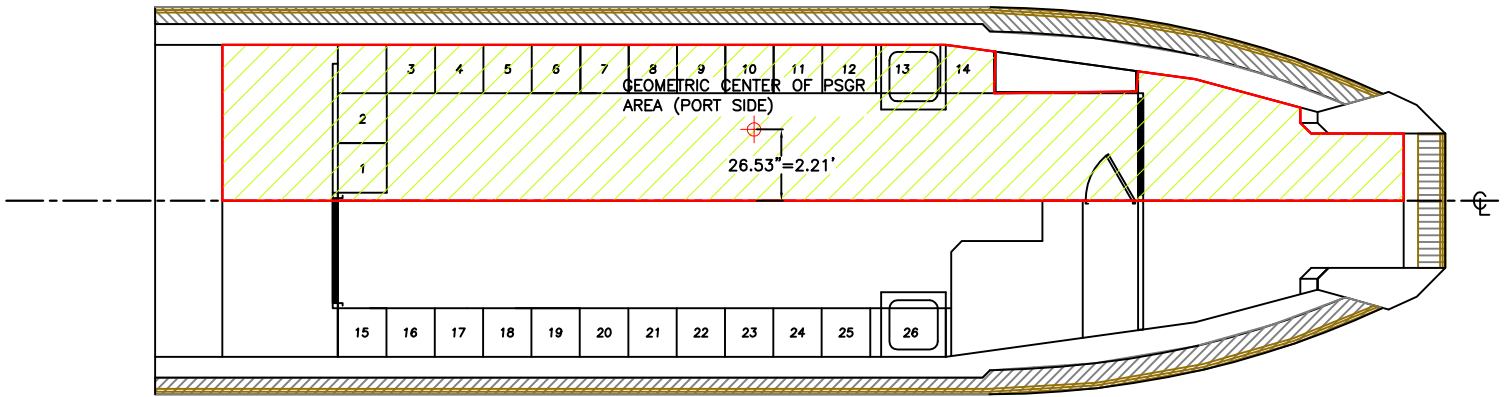 3 4 5 6 7 8 9 10 11 12 13 14
GEOMETRIC CENTER OF PSGR
AREA (PORT SIDE)
2
26.53"=2.21'
1
℄
15 16 17 18 19 20 21 22 23 24 25 26